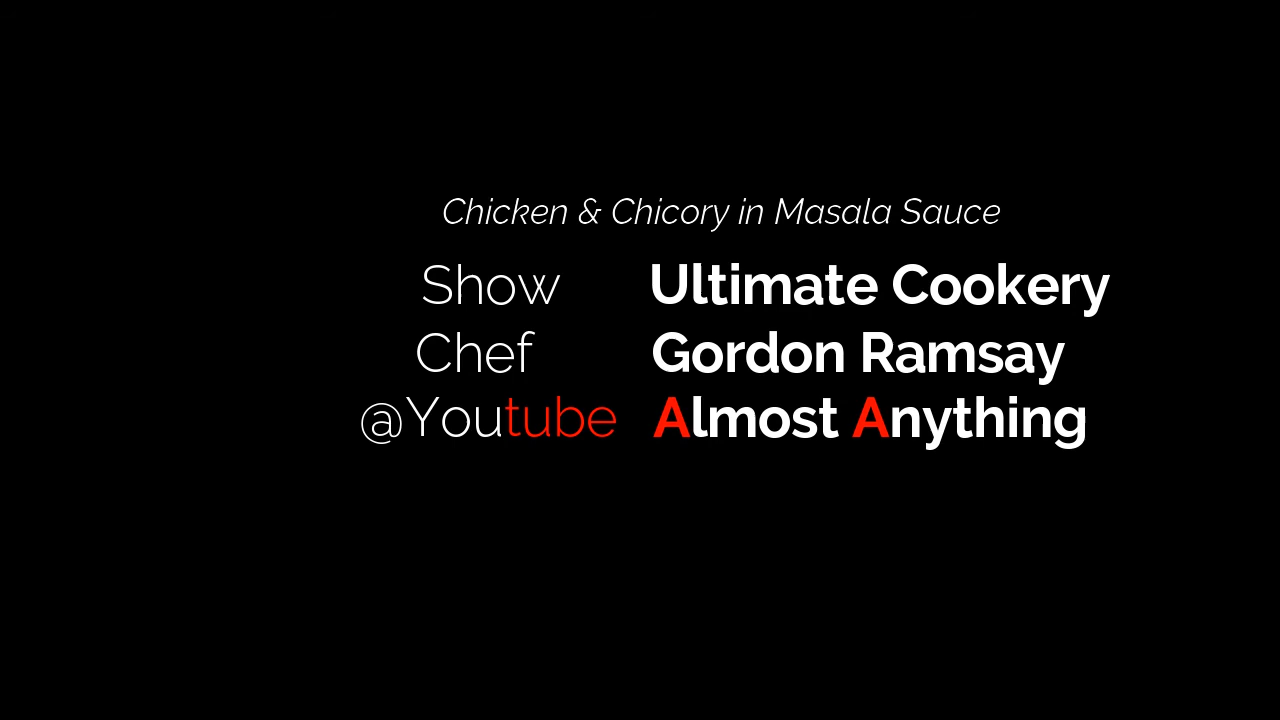 Chicken & Chicory in Masala Sauce
Show Ultimate Cookery
Chef Gordon Ramsay
@Youtube Almost Anything